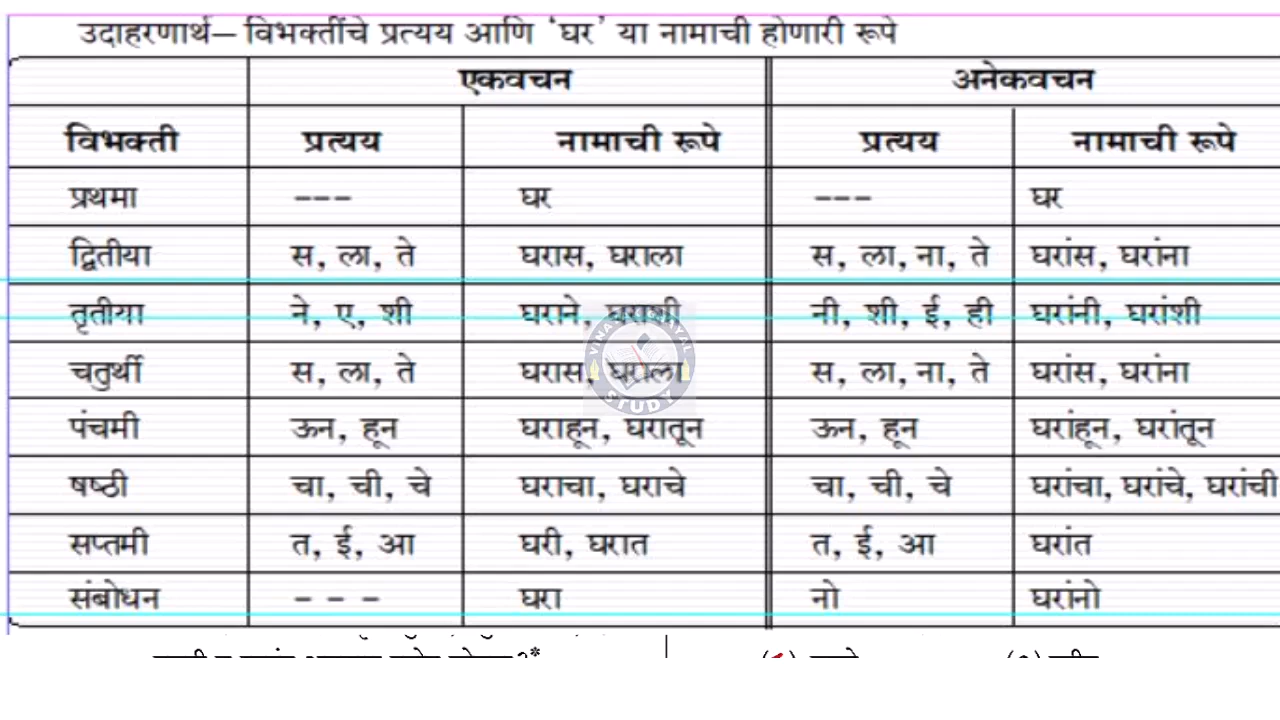 उदाहरणार्थ– विभक्तींचे प्रत्यय आणि ‘घर’ या नामाची होणारी रूपे
एकवचन अनेकवचन
विभक्ती प्रत्यय नामाची रूपे प्रत्यय नामाची रूपे
प्रथमा --- घर --- घर
द्वितीया स, ला, ते घरास, घराला स, ला, ना, ते घरांस, घरांना
तृतीया ने, ए, शी घराने, घराशी नी, शी, ई, ही घरांनी, घरांशी
चतुर्थी स, ला, ते घरास, घराला स, ला, ना, ते घरांस, घरांना
पंचमी ऊन, हून घराहून, घरातून ऊन, हून घरांहून, घरांतून
षष्ठी चा, ची, चे घराचा, घराचे चा, ची, चे घरांचा, घरांचे, घरांची
सप्तमी त, ई, आ घरी, घरात त, ई, आ घरांत
संबोधन - - - घरा नो घरांनो
STUDY